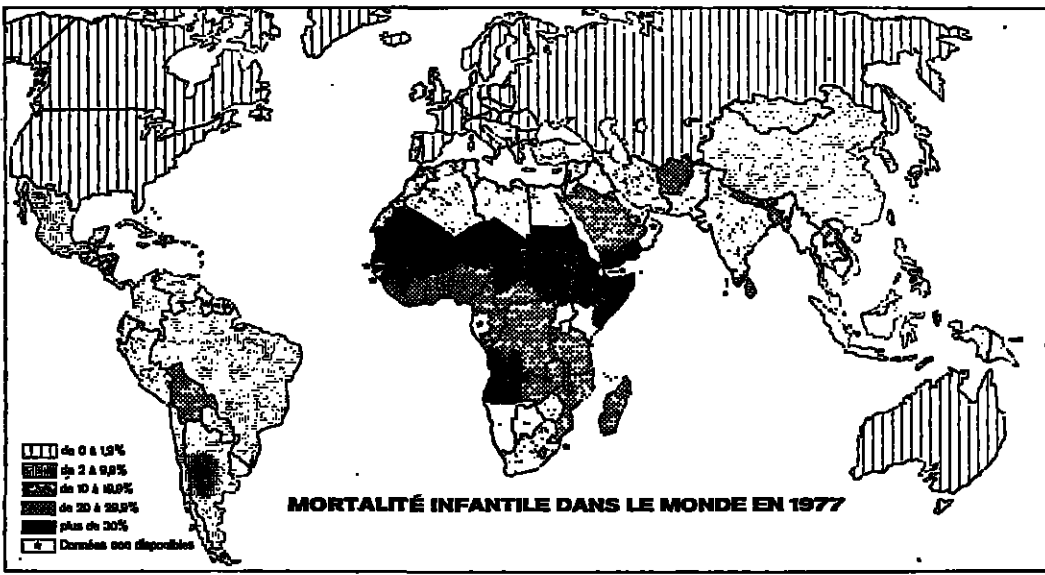 de 0 à 1,9%
de 2 à 9,9%
de 10 à 19,9%
de 20 à 29,9%
plus de 30%
★ Données non disponibles
MORTALITÉ INFANTILE DANS LE MONDE EN 1977